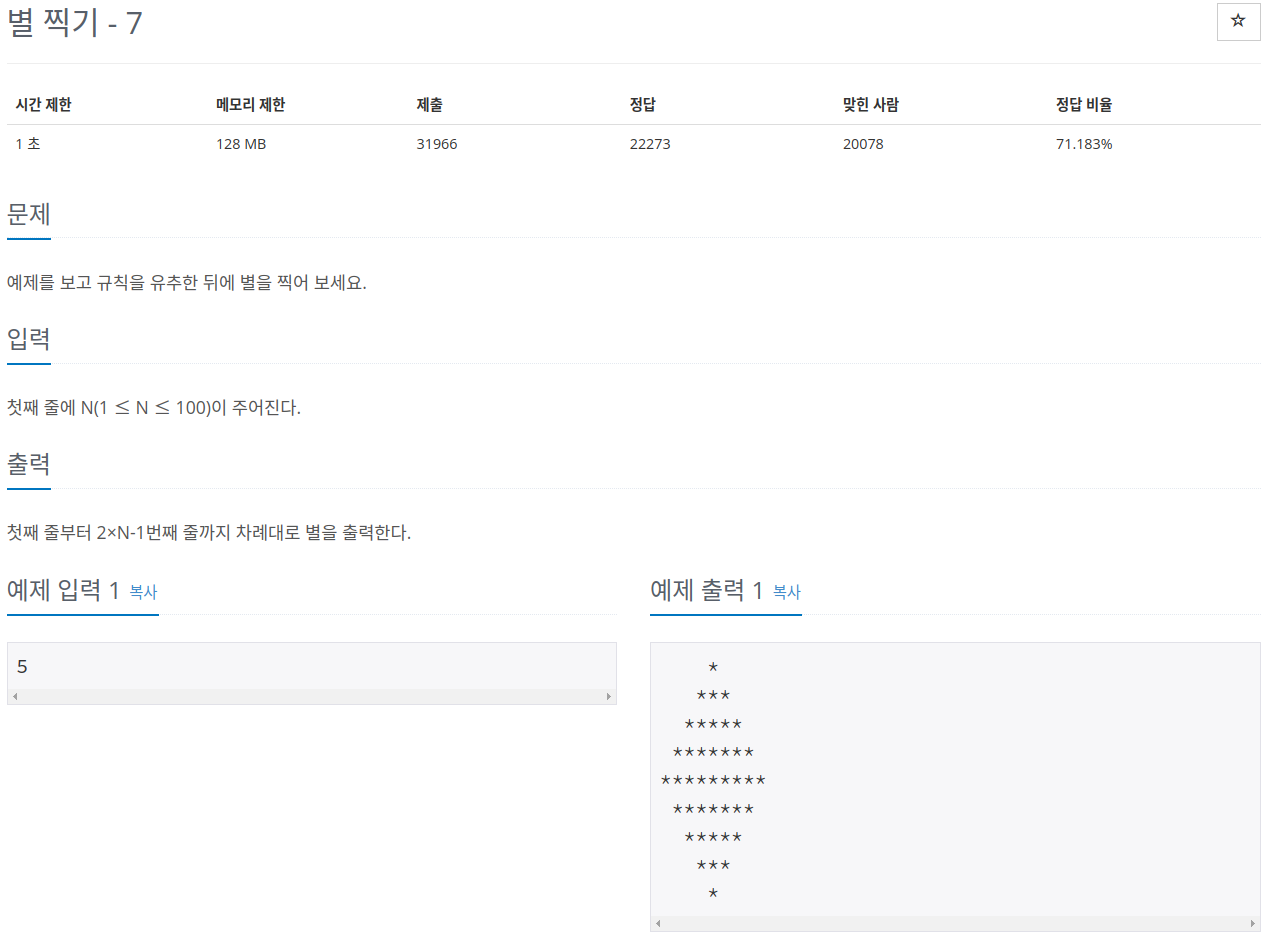 별 찍기 - 7
☆
시간 제한 메모리 제한 제출 정답 맞힌 사람 정답 비율
1 초 128 MB 31966 22273 20078 71.183%
문제
예제를 보고 규칙을 유추한 뒤에 별을 찍어 보세요.
입력
첫째 줄에 N(1 ≤ N ≤ 100)이 주어진다.
출력
첫째 줄부터 2×N-1번째 줄까지 차례대로 별을 출력한다.
예제 입력 1 복사
5
예제 출력 1 복사
    *
   ***
  *****
 *******
*********
 *******
  *****
   ***
    *